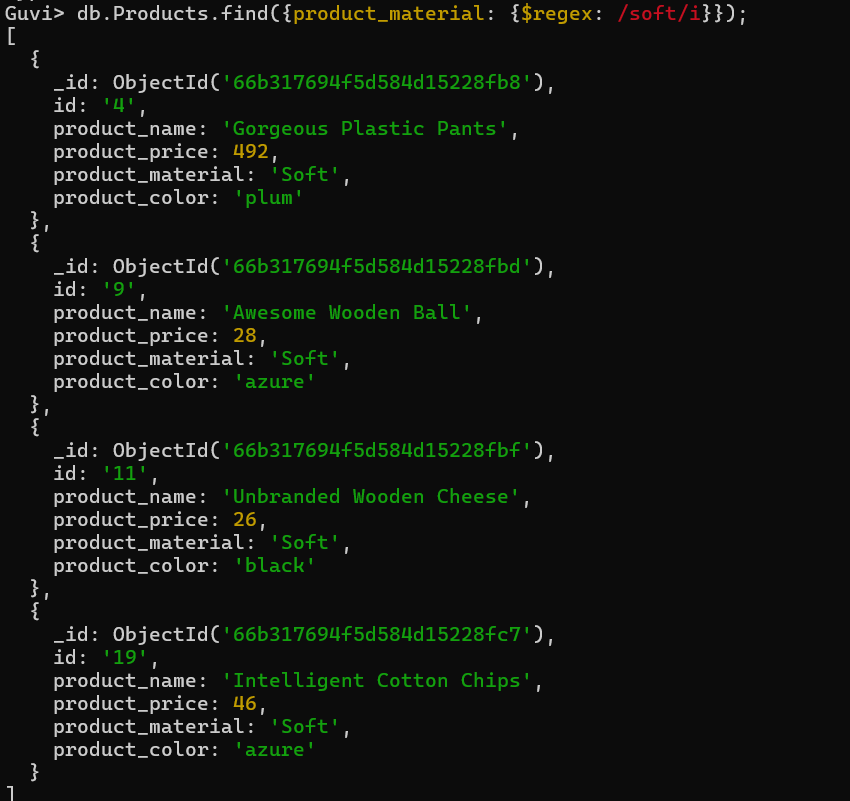 Guvi> db.Products.find({product_material: {$regex: /soft/i}});
[
  {
    _id: ObjectId('66b317694f5d584d15228fb8'),
    id: '4',
    product_name: 'Gorgeous Plastic Pants',
    product_price: 492,
    product_material: 'Soft',
    product_color: 'plum'
  },
  {
    _id: ObjectId('66b317694f5d584d15228fbd'),
    id: '9',
    product_name: 'Awesome Wooden Ball',
    product_price: 28,
    product_material: 'Soft',
    product_color: 'azure'
  },
  {
    _id: ObjectId('66b317694f5d584d15228fbf'),
    id: '11',
    product_name: 'Unbranded Wooden Cheese',
    product_price: 26,
    product_material: 'Soft',
    product_color: 'black'
  },
  {
    _id: ObjectId('66b317694f5d584d15228fc7'),
    id: '19',
    product_name: 'Intelligent Cotton Chips',
    product_price: 46,
    product_material: 'Soft',
    product_color: 'azure'
  }
]